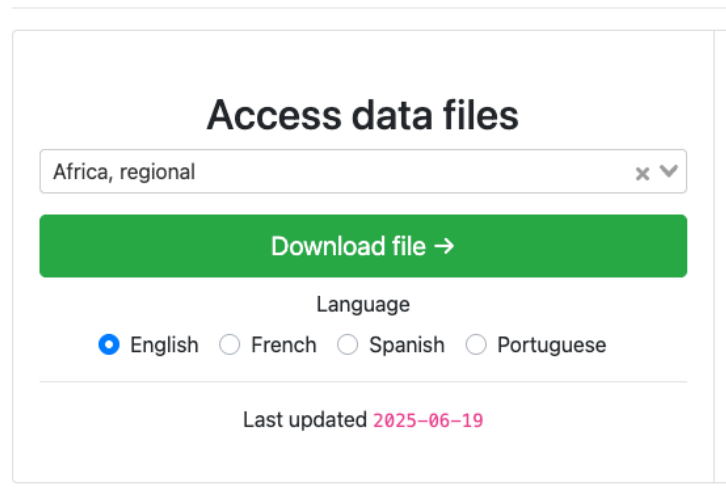 Access data files
Africa, regional
Download file →
Language
English French Spanish Portuguese
Last updated 2025-06-19